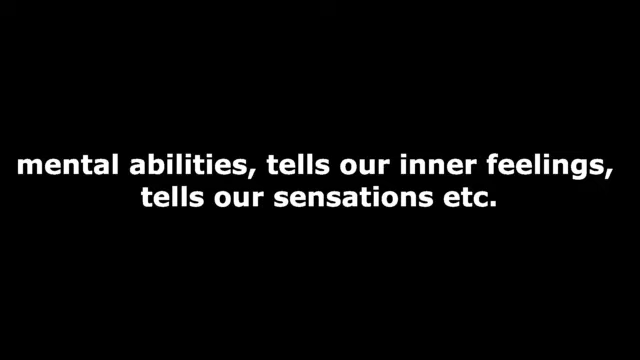 mental abilities, tells our inner feelings,
tells our sensations etc.